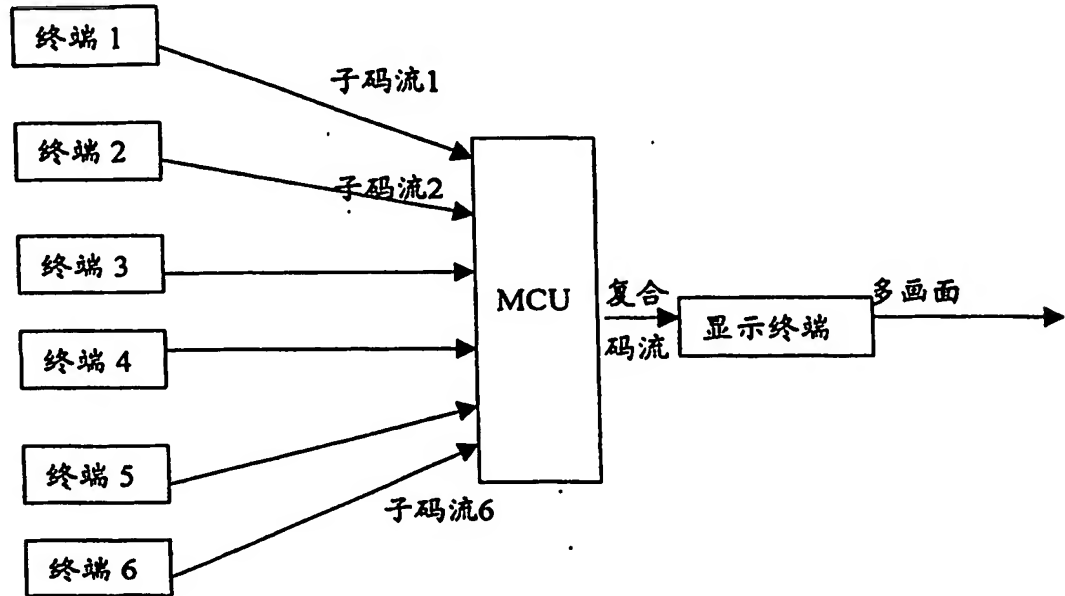 终端 1
子码流1
终端 2
子码流2
终端 3
MCU
复合
码流
显示终端
多画面
终端 4
终端 5
子码流6
终端 6